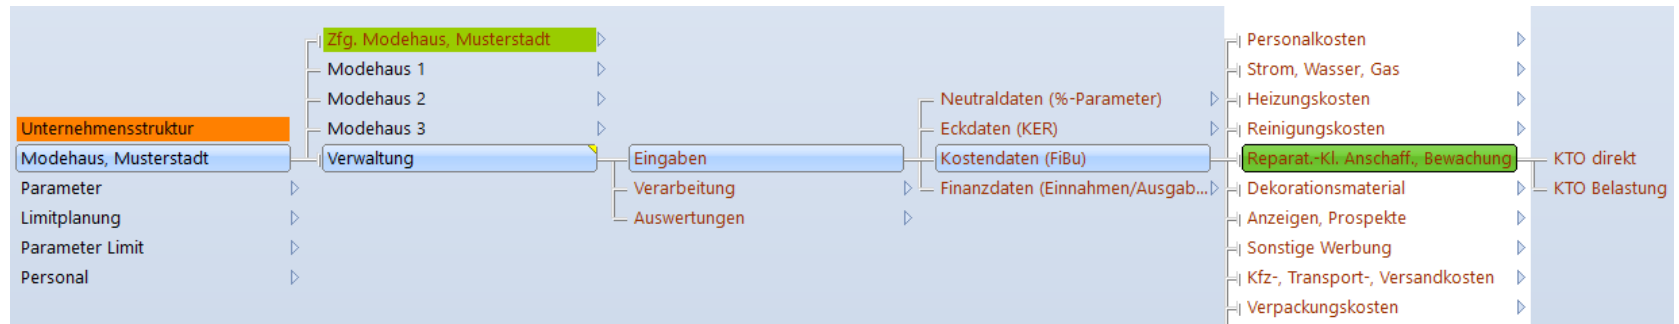 Unternehmensstruktur
Modehaus, Musterstadt
Parameter
Limitplanung
Parameter Limit
Personal
Zfg. Modehaus, Musterstadt
Modehaus 1
Modehaus 2
Modehaus 3
Verwaltung
Eingaben
Verarbeitung
Auswertungen
Neutraldaten (%-Parameter)
Eckdaten (KER)
Kostendaten (FiBu)
Finanzdaten (Einnahmen/Ausgab...
Personalkosten
Strom, Wasser, Gas
Heizungskosten
Reinigungskosten
Reparat.-Kl. Anschaff., Bewachung
Dekorationsmaterial
Anzeigen, Prospekte
Sonstige Werbung
Kfz-, Transport-, Versandkosten
Verpackungskosten
KTO direkt
KTO Belastung